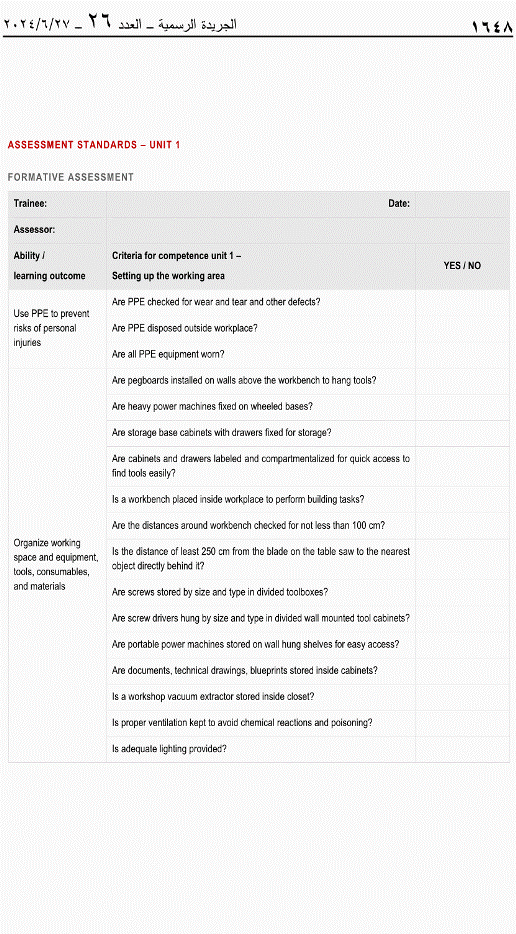 ١٦٤٨
الجريدة الرسمية ــ العدد ٢٦ ــ ٢٠٢٤/٦/٢٧
ASSESSMENT STANDARDS – UNIT 1
FORMATIVE ASSESSMENT
Trainee:
Date:
Assessor:
Ability /
learning outcome
Criteria for competence unit 1 –
Setting up the working area
YES / NO
Use PPE to prevent
risks of personal
injuries
Are PPE checked for wear and tear and other defects?
Are PPE disposed outside workplace?
Are all PPE equipment worn?
Organize working
space and equipment,
tools, consumables,
and materials
Are pegboards installed on walls above the workbench to hang tools?
Are heavy power machines fixed on wheeled bases?
Are storage base cabinets with drawers fixed for storage?
Are cabinets and drawers labeled and compartmentalized for quick access to
find tools easily?
Is a workbench placed inside workplace to perform building tasks?
Are the distances around workbench checked for not less than 100 cm?
Is the distance of least 250 cm from the blade on the table saw to the nearest
object directly behind it?
Are screws stored by size and type in divided toolboxes?
Are screw drivers hung by size and type in divided wall mounted tool cabinets?
Are portable power machines stored on wall hung shelves for easy access?
Are documents, technical drawings, blueprints stored inside cabinets?
Is a workshop vacuum extractor stored inside closet?
Is proper ventilation kept to avoid chemical reactions and poisoning?
Is adequate lighting provided?